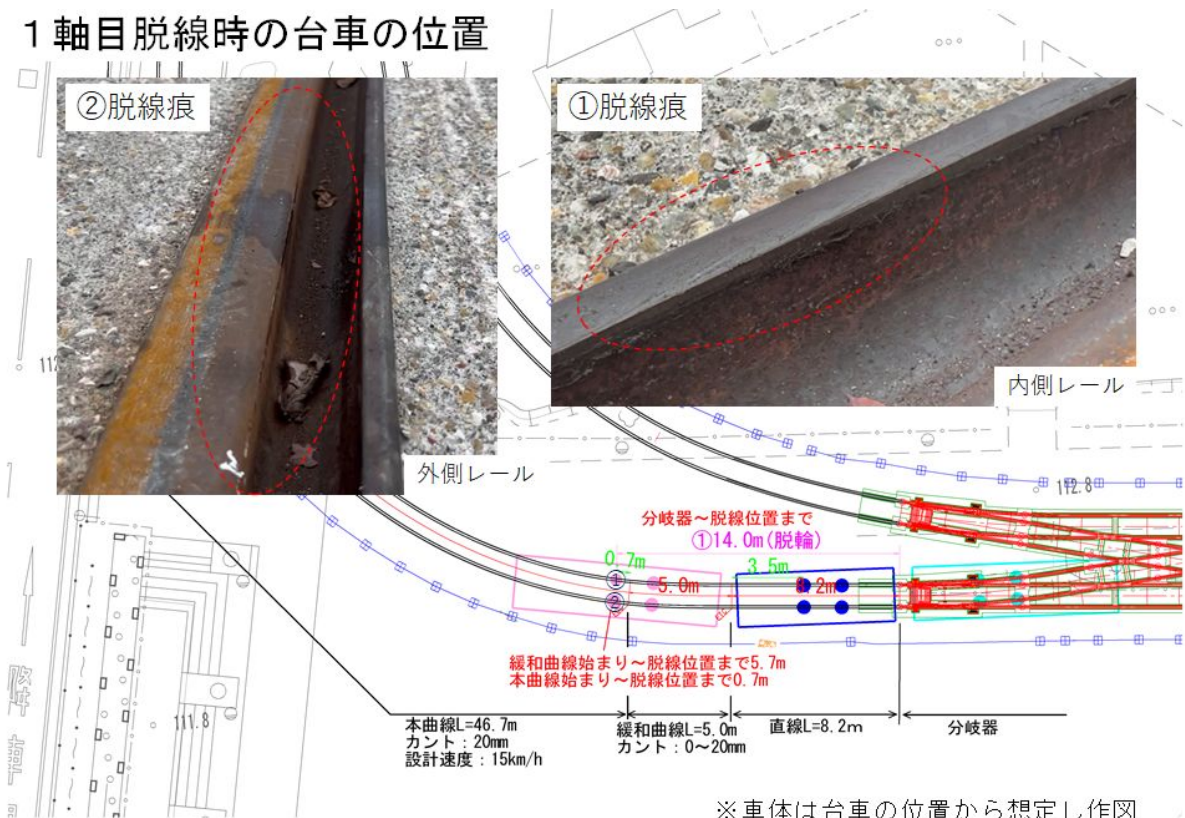 １軸目脱線時の台車の位置
②脱線痕
①脱線痕
外側レール
内側レール
112.8
分岐器～脱線位置まで
①14.0m(脱輪)
0.7m
3.5m
5.0m
①
②
緩和曲線始まり～脱線位置まで5.7m
本曲線始まり～脱線位置まで0.7m
本曲線L=46.7m
カント：20mm
設計速度：15km/h
緩和曲線L=5.0m
カント：0～20mm
直線L=8.2m
分岐器
111.8
※車体は台車の位置から想定し作図